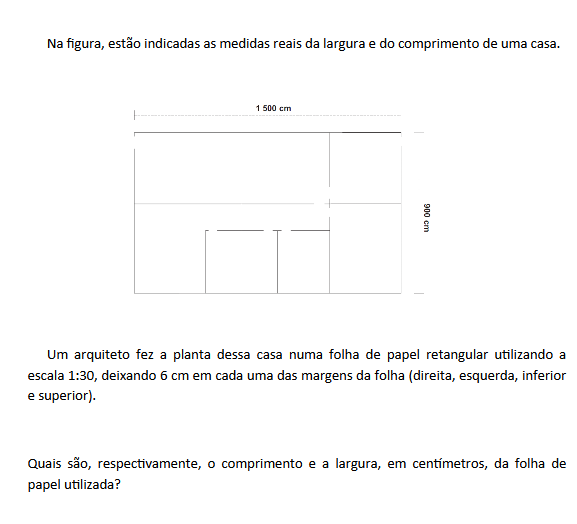 Na figura, estão indicadas as medidas reais da largura e do comprimento de uma casa.
1 500 cm
900 cm
Um arquiteto fez a planta dessa casa numa folha de papel retangular utilizando a
escala 1:30, deixando 6 cm em cada uma das margens da folha (direita, esquerda, inferior
e superior).
Quais são, respectivamente, o comprimento e a largura, em centímetros, da folha de
papel utilizada?